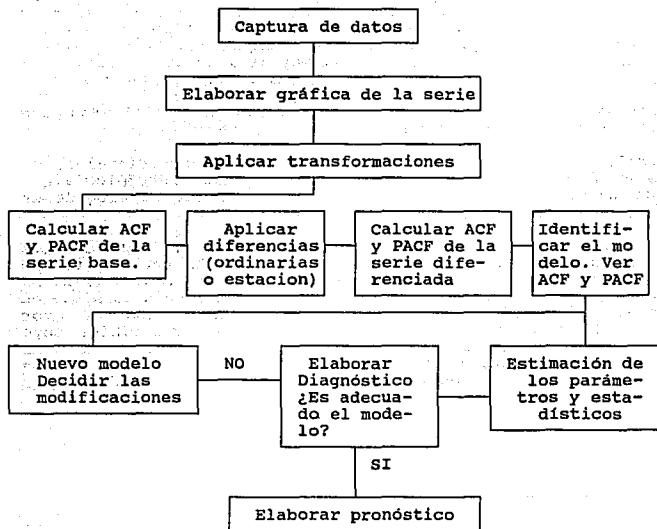 Captura de datos
Elaborar gráfica de la serie
Aplicar transformaciones
Calcular ACF
y PACF de la
serie base.
Aplicar
diferencias
(ordinarias
o estacion)
Calcular ACF
y PACF de la
serie dife-
renciada
Identifi-
car el mo
delo. Ver
ACF y PACF
Nuevo modelo
Decidir las
modificaciones
NO
Elaborar
Diagnóstico
¿Es adecua-
do el mode-
lo?
Estimación de
los paráme-
tros y esta-
dísticos
SI
Elaborar pronóstico